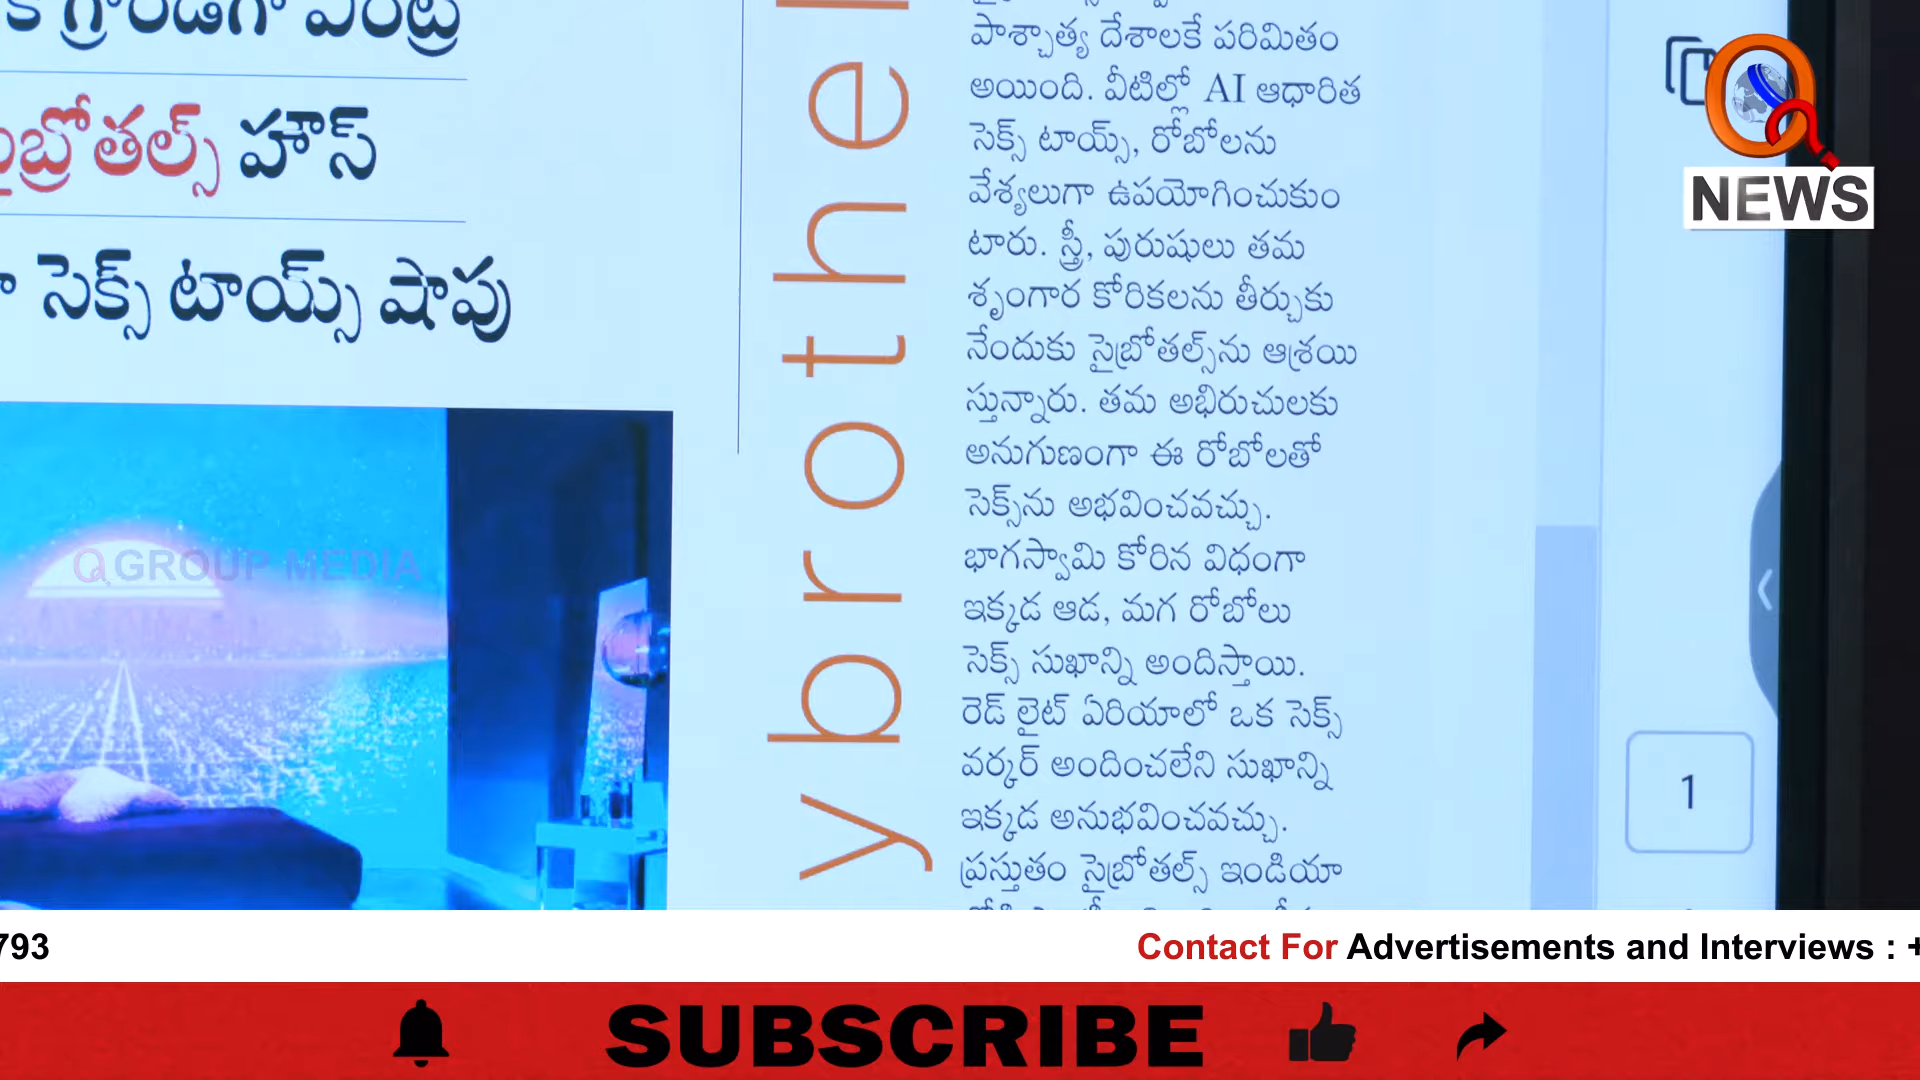 కి గ్రాండ్‌గా ఎంట్రీ
సైబ్రోతల్స్ హౌస్
సెక్స్ టాయ్స్ షాపు
ybrothel
పాశ్చాత్య దేశాలకే పరిమితం
అయింది. వీటిల్లో AI ఆధారిత
సెక్స్ టాయ్స్, రోబోలను
వేశ్యలుగా ఉపయోగించుకుం
టారు. స్త్రీ, పురుషులు తమ
శృంగార కోరికలను తీర్చుకు
నేందుకు సైబ్రోతల్స్‌ను ఆశ్రయి
స్తున్నారు. తమ అభిరుచులకు
అనుగుణంగా ఈ రోబోలతో
సెక్స్‌ను అభవించవచ్చు.
భాగస్వామి కోరిన విధంగా
ఇక్కడ ఆడ, మగ రోబోలు
సెక్స్ సుఖాన్ని అందిస్తాయి.
రెడ్ లైట్ ఏరియాలో ఒక సెక్స్
వర్కర్ అందించలేని సుఖాన్ని
ఇక్కడ అనుభవించవచ్చు.
ప్రస్తుతం సైబ్రోతల్స్ ఇండియా
Q GROUP MEDIA
Q
NEWS
1
793
Contact For Advertisements and Interviews : +
SUBSCRIBE